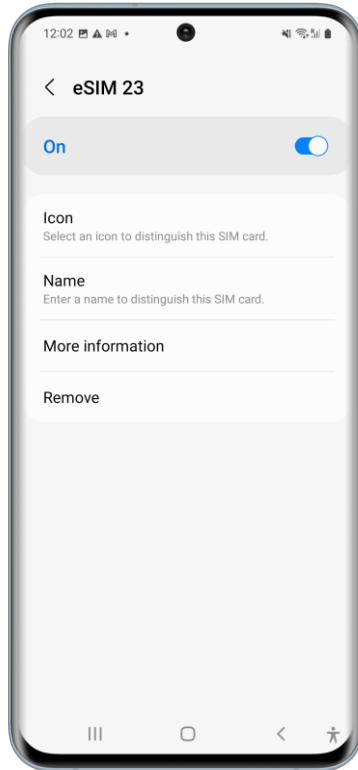 12:02
eSIM 23
On
Icon
Select an icon to distinguish this SIM card.
Name
Enter a name to distinguish this SIM card.
More information
Remove